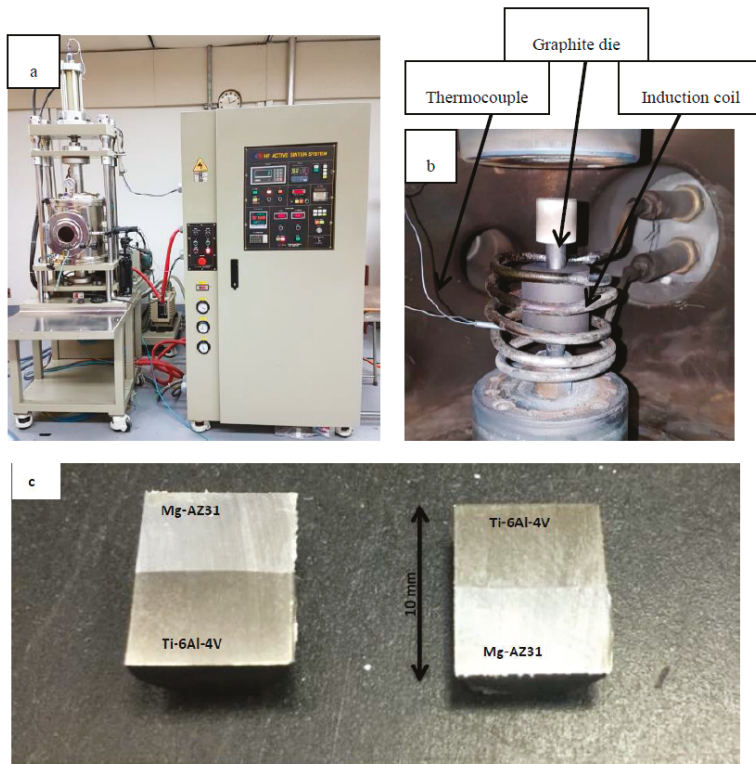 a
HF ACTIVE SINTER SYSTEM
Graphite die
Thermocouple
Induction coil
b
c
Mg-AZ31
Ti-6Al-4V
10 mm
Ti-6Al-4V
Mg-AZ31